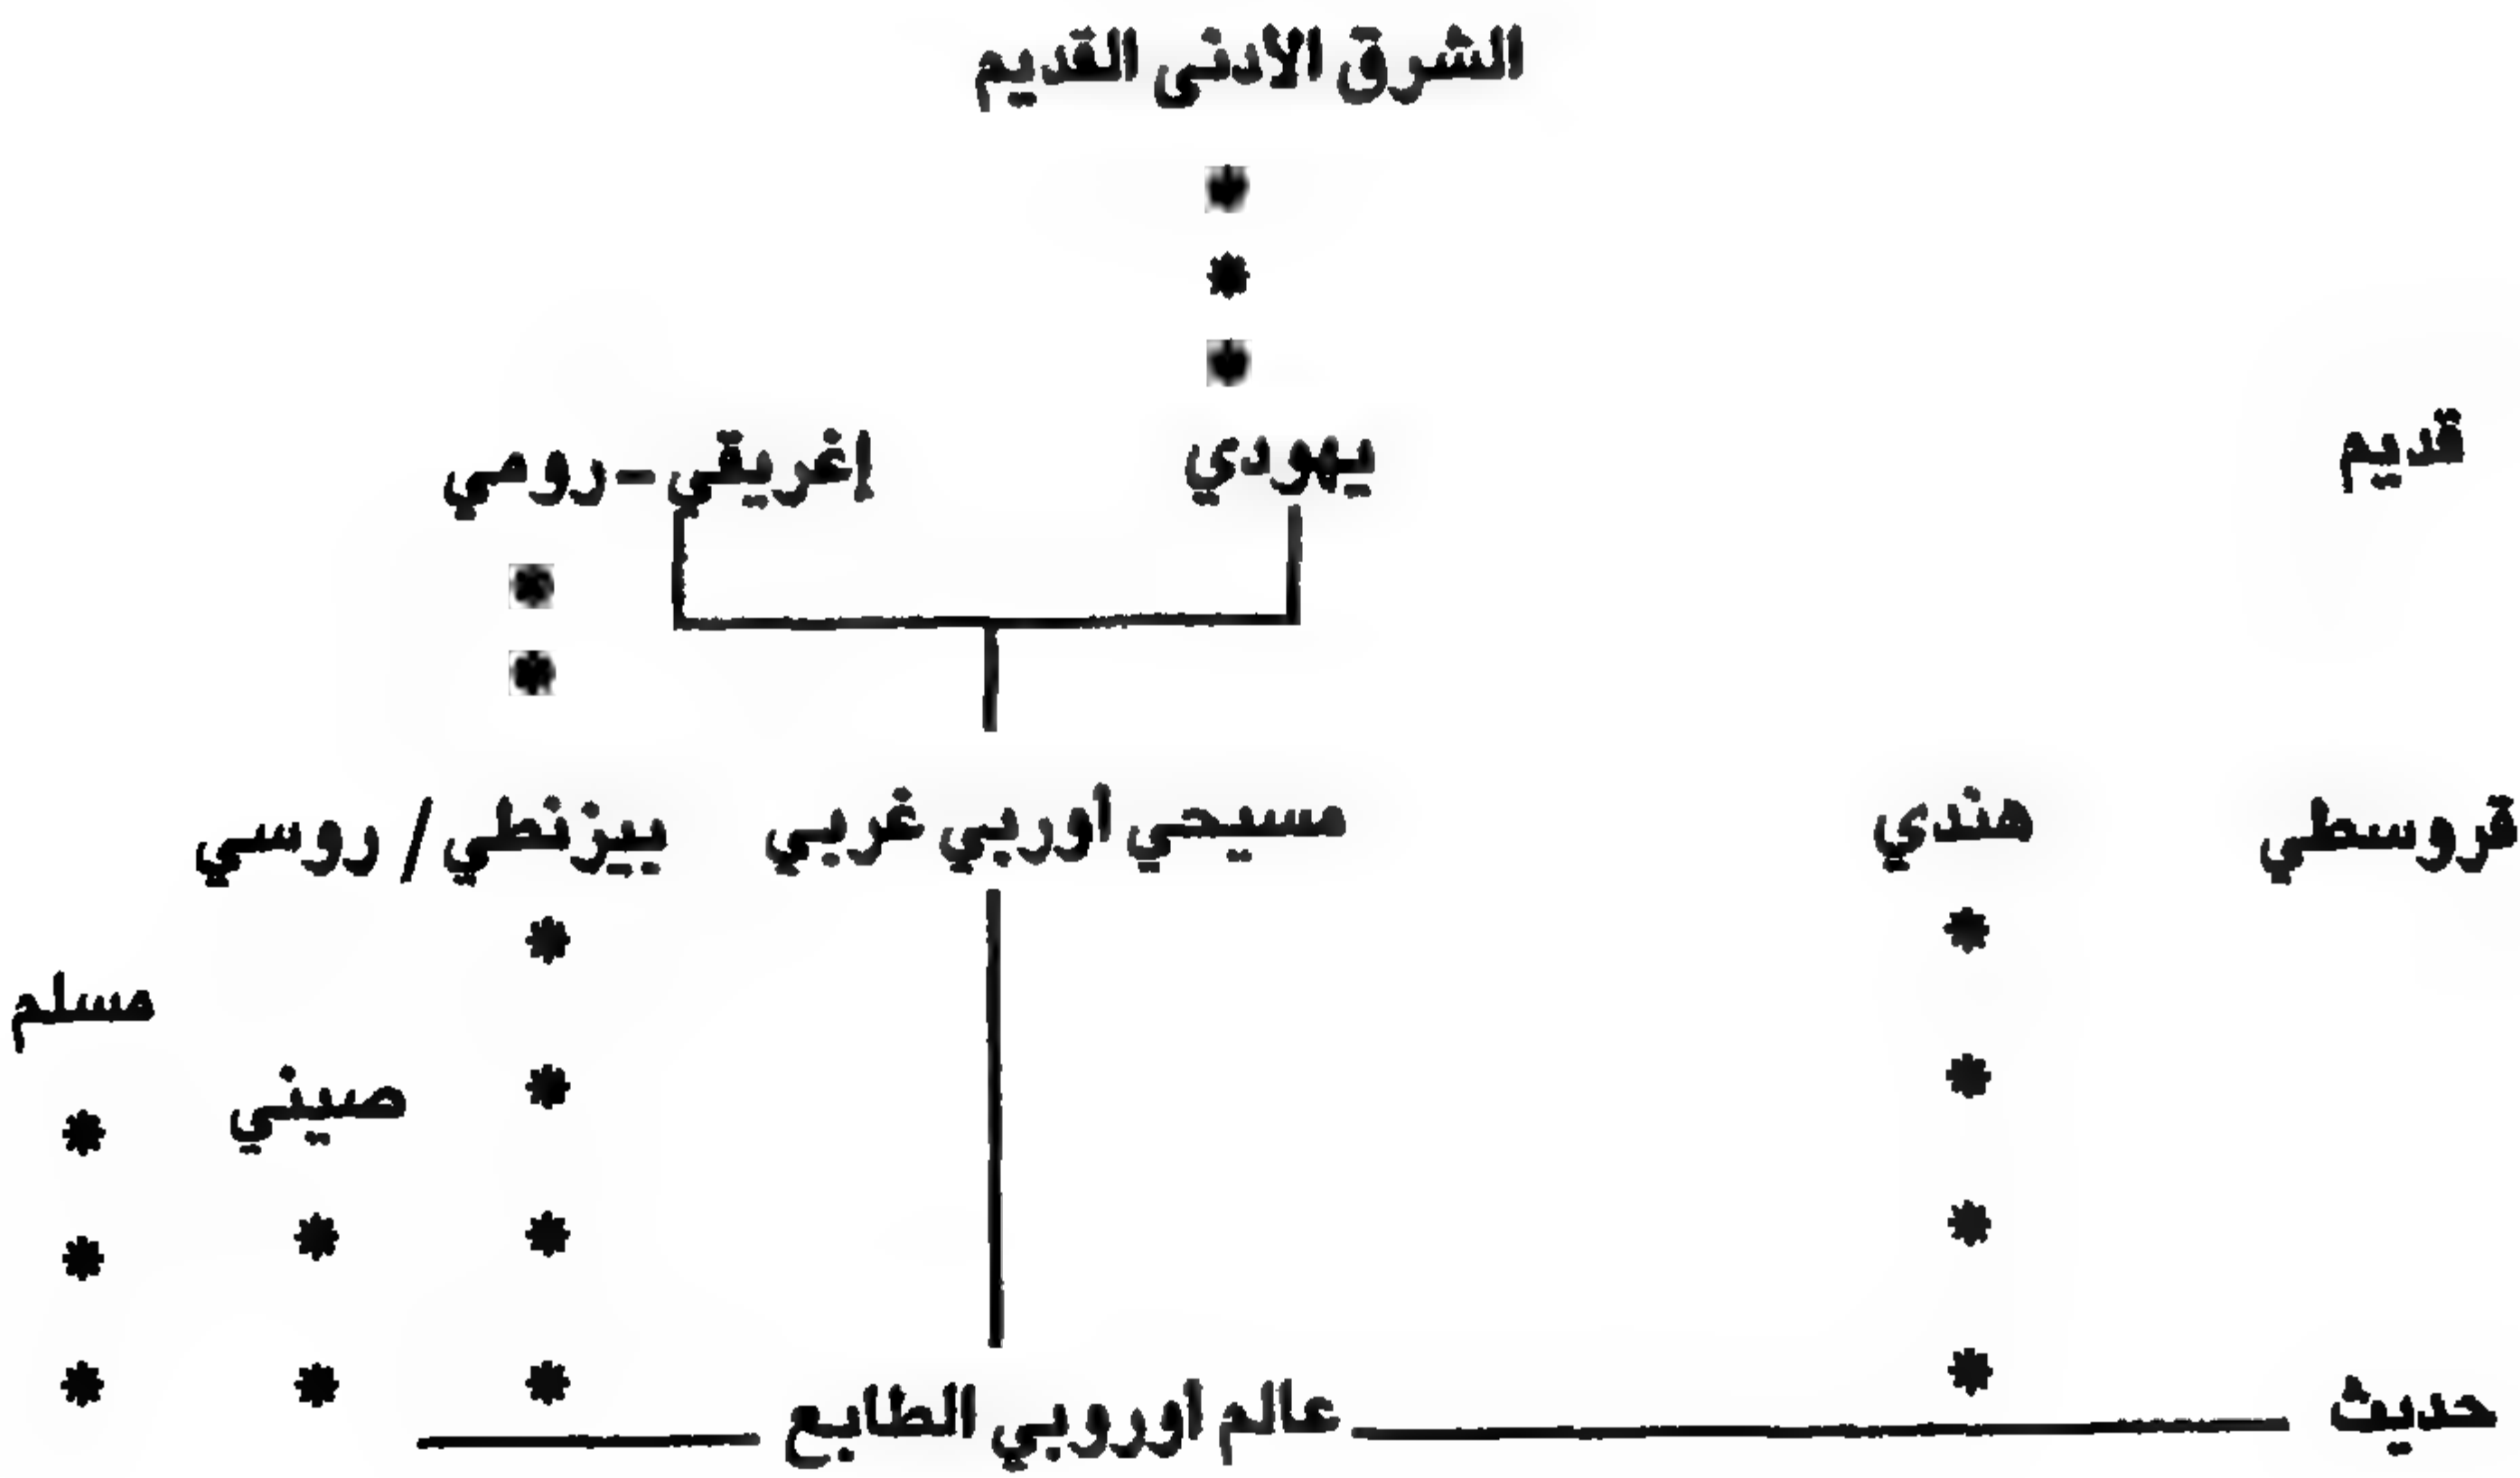 الشرق الادنى القديم
قديم يهودي إغريقي - رومي
قروسطي هندي مسيحي اوربي غربي بيزنطي / روسي
مسلم
صيني
حديث عالم اوروبي الطابع